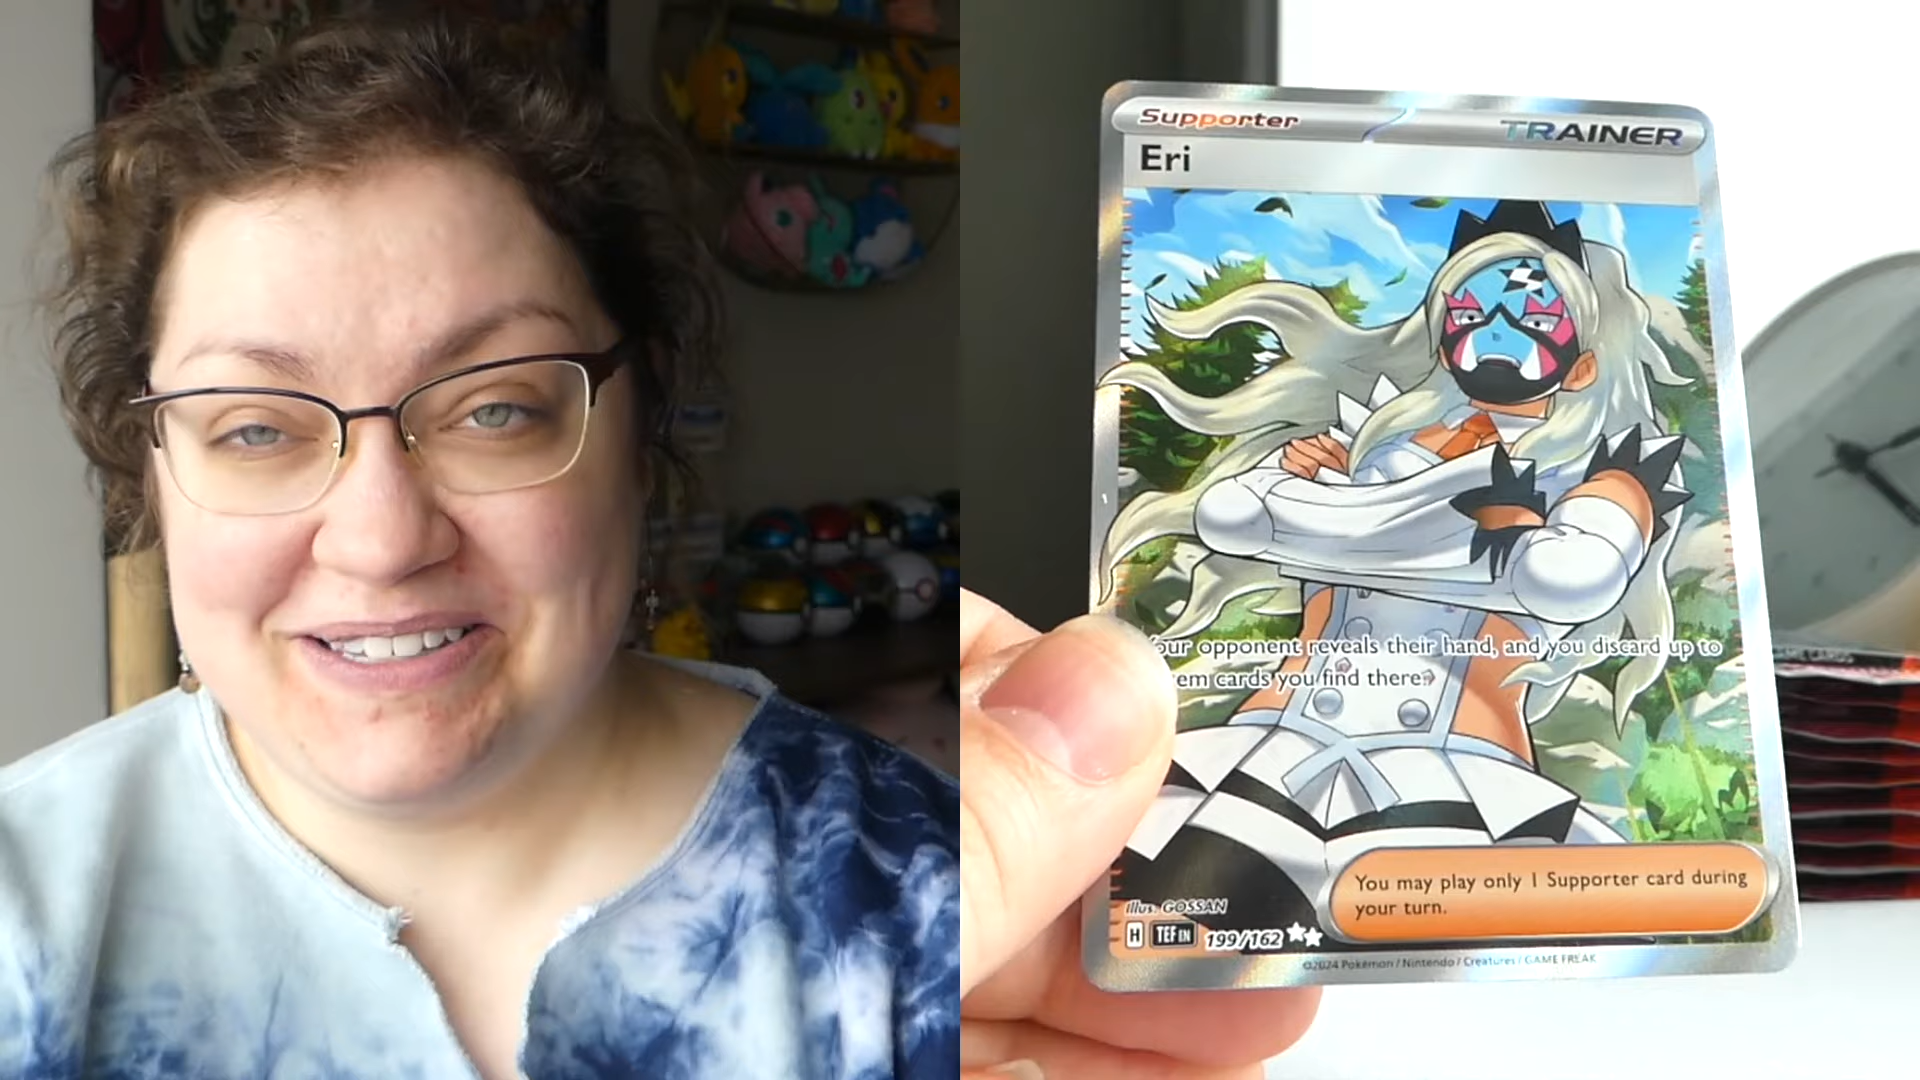 Supporter
TRAINER
Eri
our opponent reveals their hand, and you discard up to
em cards you find there.
You may play only 1 Supporter card during
your turn.
Illus. GOSSAN
H TEF EN 199/162
©2024 Pokémon / Nintendo / Creatures / GAME FREAK
GAME CARDS